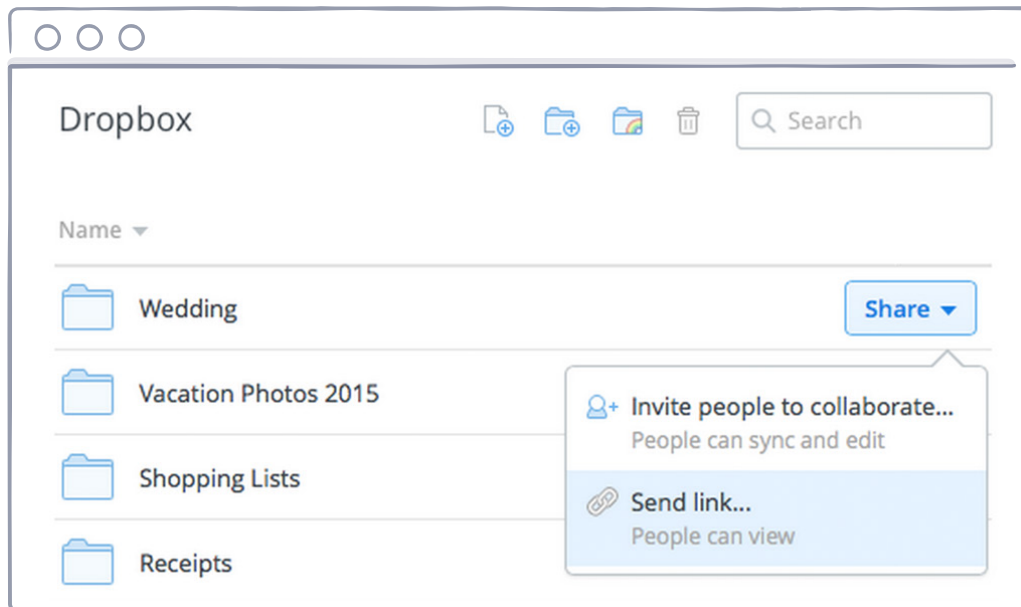 Dropbox
Search
Name
Wedding
Share
Vacation Photos 2015
Invite people to collaborate...
People can sync and edit
Shopping Lists
Send link...
People can view
Receipts